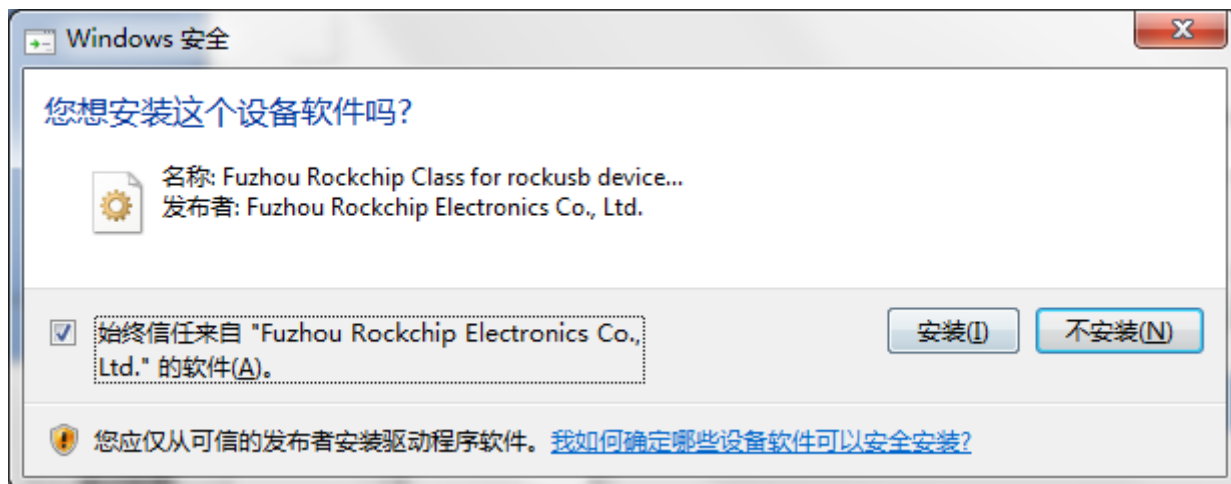 Windows 安全
您想安装这个设备软件吗?
名称: Fuzhou Rockchip Class for rockusb device...
发布者: Fuzhou Rockchip Electronics Co., Ltd.
始终信任来自 "Fuzhou Rockchip Electronics Co.,
Ltd." 的软件(A)。
安装(I)
不安装(N)
您应仅从可信的发布者安装驱动程序软件。我如何确定哪些设备软件可以安全安装?